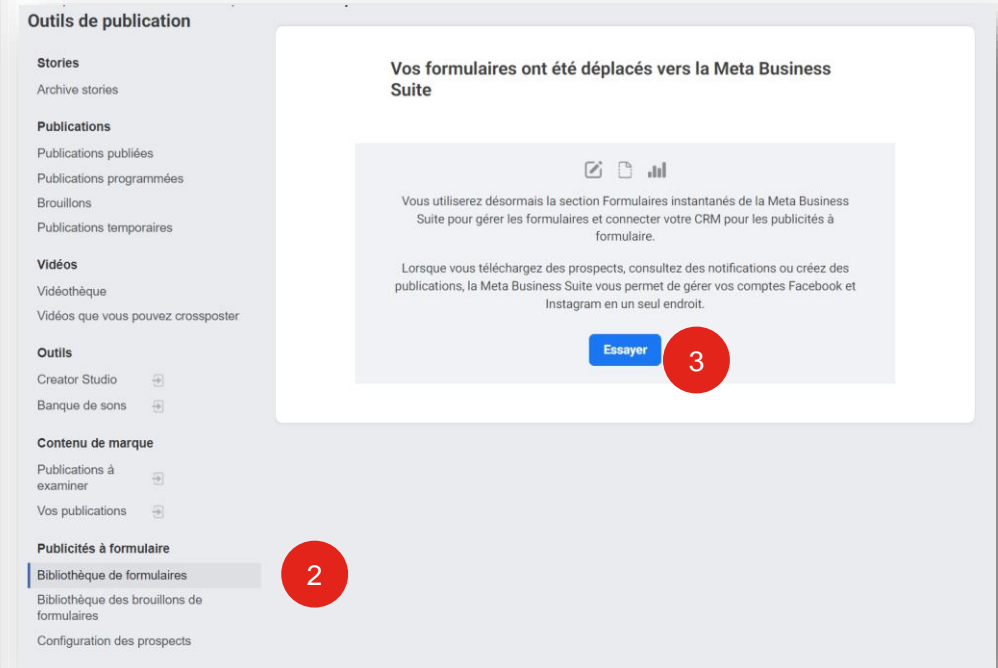 Outils de publication
Stories
Archive stories
Publications
Publications publiées
Publications programmées
Brouillons
Publications temporaires
Vidéos
Vidéothèque
Vidéos que vous pouvez crossposter
Outils
Creator Studio
Banque de sons
Contenu de marque
Publications à
examiner
Vos publications
Publicités à formulaire
Bibliothèque de formulaires
Bibliothèque des brouillons de
formulaires
Configuration des prospects
2
Vos formulaires ont été déplacés vers la Meta Business
Suite
Vous utiliserez désormais la section Formulaires instantanés de la Meta Business
Suite pour gérer les formulaires et connecter votre CRM pour les publicités à
formulaire.
Lorsque vous téléchargez des prospects, consultez des notifications ou créez des
publications, la Meta Business Suite vous permet de gérer vos comptes Facebook et
Instagram en un seul endroit.
Essayer
3